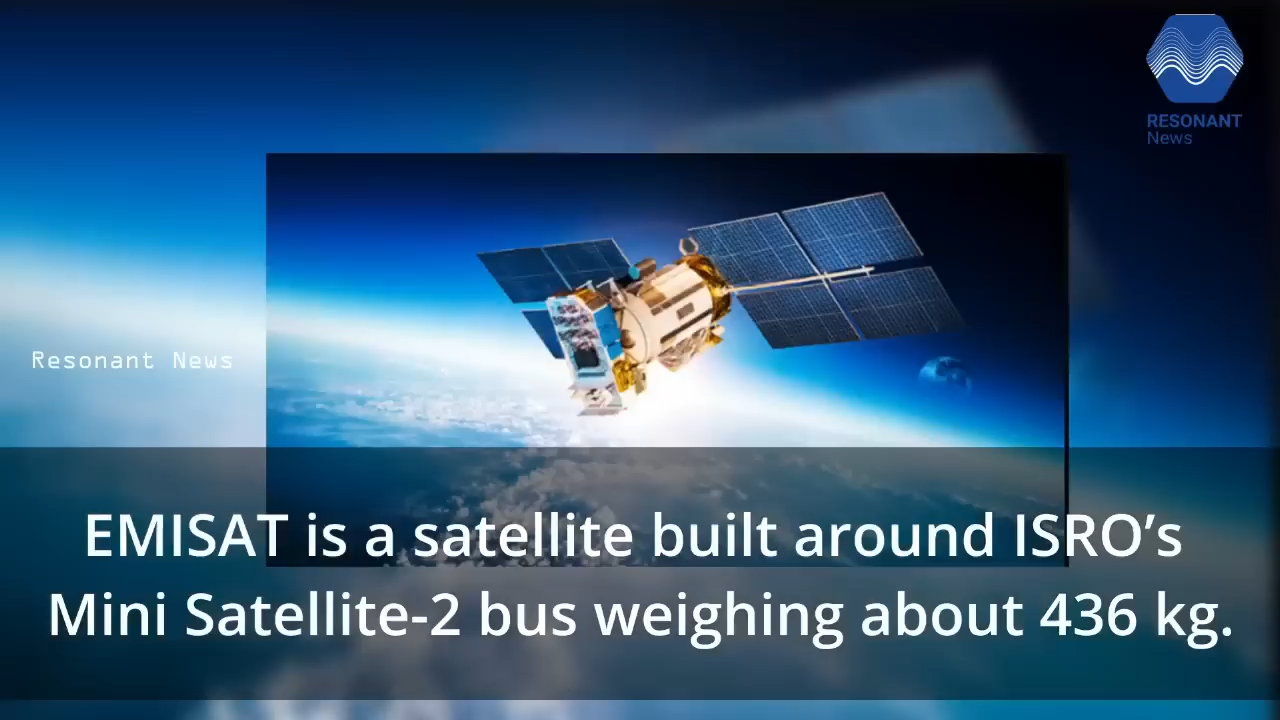 RESONANT
News
Resonant News
EMISAT is a satellite built around ISRO’s
Mini Satellite-2 bus weighing about 436 kg.